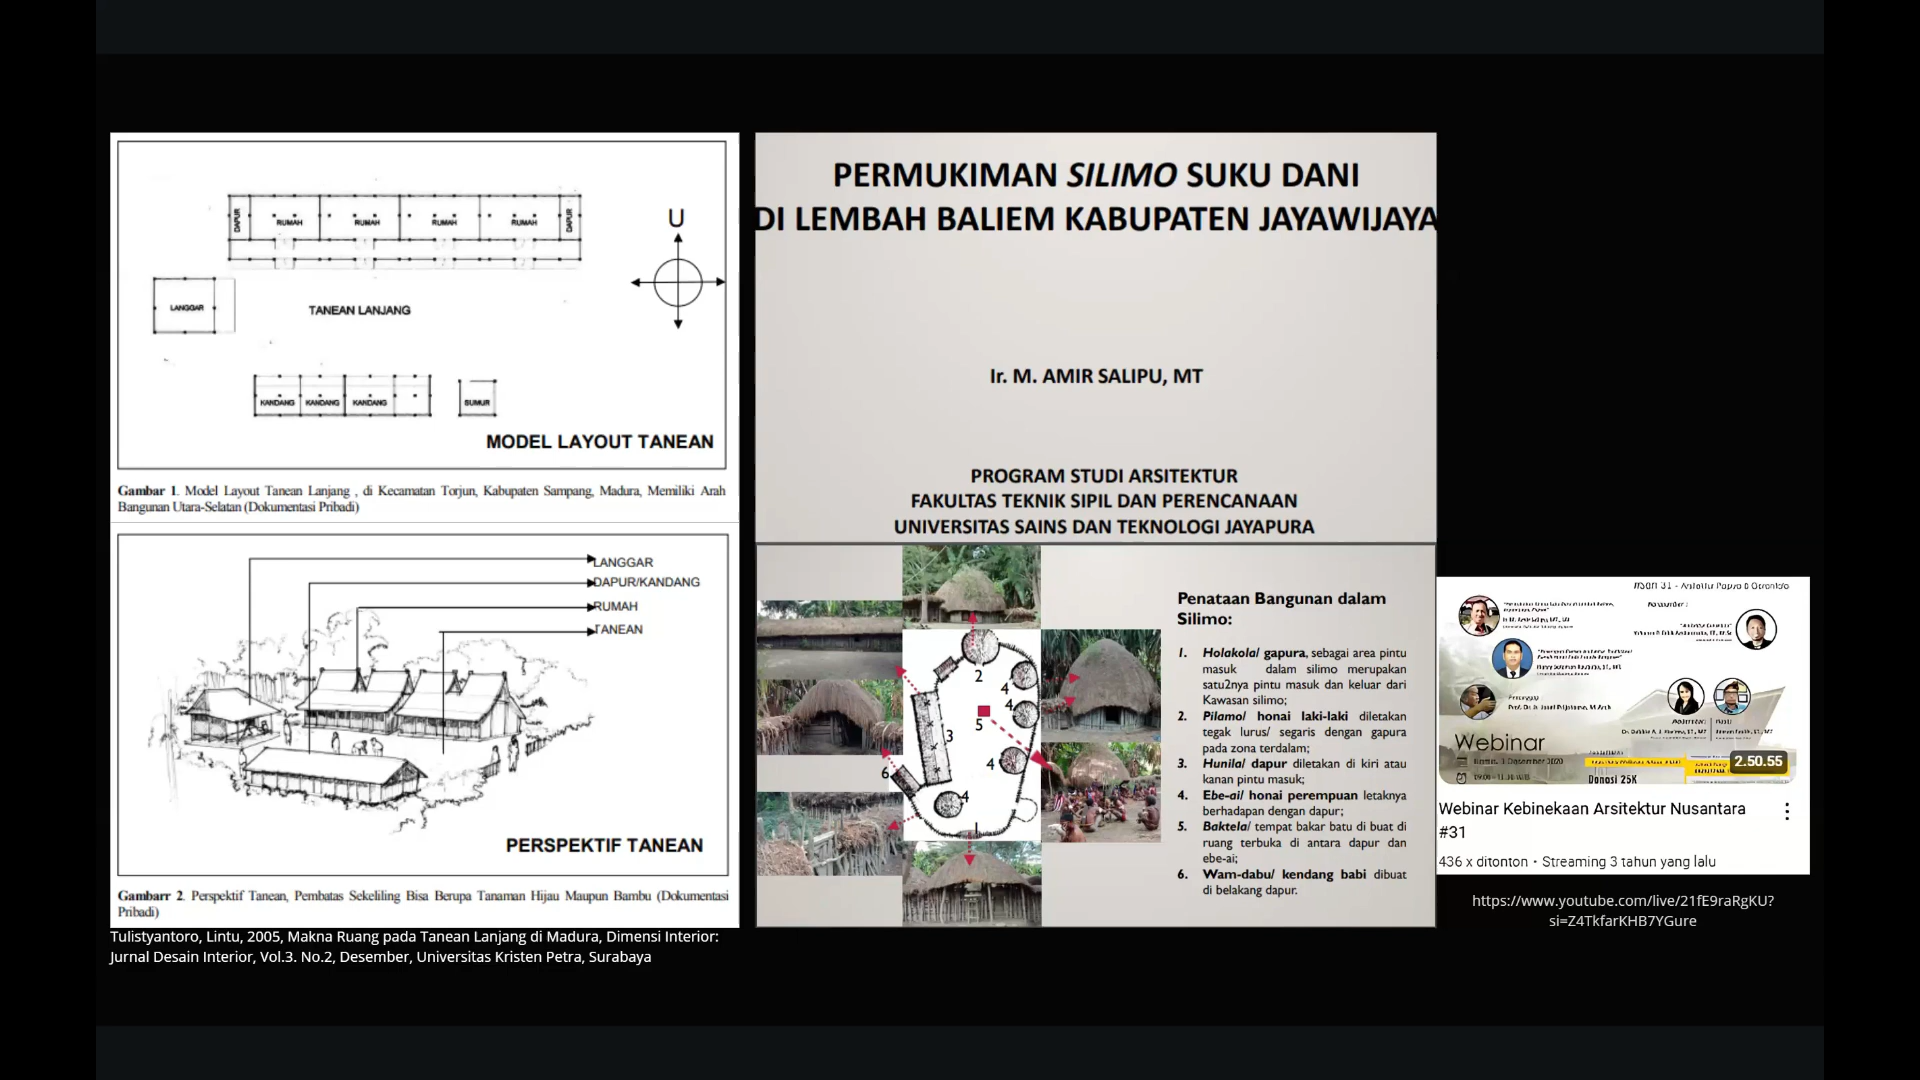 DAPUR
RUMAH
RUMAH
RUMAH
RUMAH
DAPUR
U
LANGGAR
TANEAN LANJANG
KANDANG
KANDANG
KANDANG
SUMUR
MODEL LAYOUT TANEAN
Gambar 1. Model Layout Tanean Lanjang , di Kecamatan Torjun, Kabupaten Sampang, Madura, Memiliki Arah
Bangunan Utara-Selatan (Dokumentasi Pribadi)
LANGGAR
DAPUR/KANDANG
RUMAH
TANEAN
PERSPEKTIF TANEAN
Gambarr 2. Perspektif Tanean, Pembatas Sekeliling Bisa Berupa Tanaman Hijau Maupun Bambu (Dokumentasi
Pribadi)
Tulistyantoro, Lintu, 2005, Makna Ruang pada Tanean Lanjang di Madura, Dimensi Interior:
Jurnal Desain Interior, Vol.3. No.2, Desember, Universitas Kristen Petra, Surabaya
PERMUKIMAN SILIMO SUKU DANI
DI LEMBAH BALIEM KABUPATEN JAYAWIJAYA
Ir. M. AMIR SALIPU, MT
PROGRAM STUDI ARSITEKTUR
FAKULTAS TEKNIK SIPIL DAN PERENCANAAN
UNIVERSITAS SAINS DAN TEKNOLOGI JAYAPURA
2
4
4
5
3
4
6
4
1
Penataan Bangunan dalam
Silimo:
1. Holakola/ gapura, sebagai area pintu
masuk dalam silimo merupakan
satu2nya pintu masuk dan keluar dari
Kawasan silimo;
2. Pilamo/ honai laki-laki diletakan
tegak lurus/ segaris dengan gapura
pada zona terdalam;
3. Hunila/ dapur diletakan di kiri atau
kanan pintu masuk;
4. Ebe-ai/ honai perempuan letaknya
berhadapan dengan dapur;
5. Baktela/ tempat bakar batu di buat di
ruang terbuka di antara dapur dan
ebe-ai;
6. Wam-dabu/ kendang babi dibuat
di belakang dapur.
Webinar
Donasi 25K
2.50.55
Webinar Kebinekaan Arsitektur Nusantara
#31
436 x ditonton • Streaming 3 tahun yang lalu
https://www.youtube.com/live/21fE9raRgKU?
si=Z4TkfarKHB7YGure